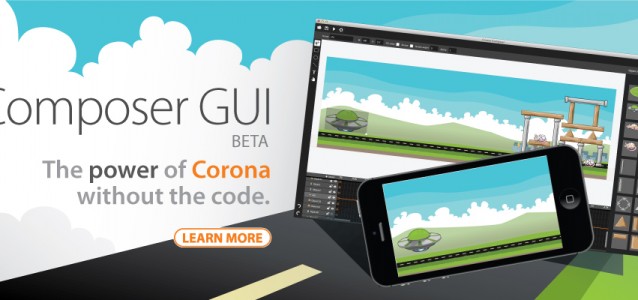 Composer GUI
BETA
The power of Corona
without the code.
LEARN MORE